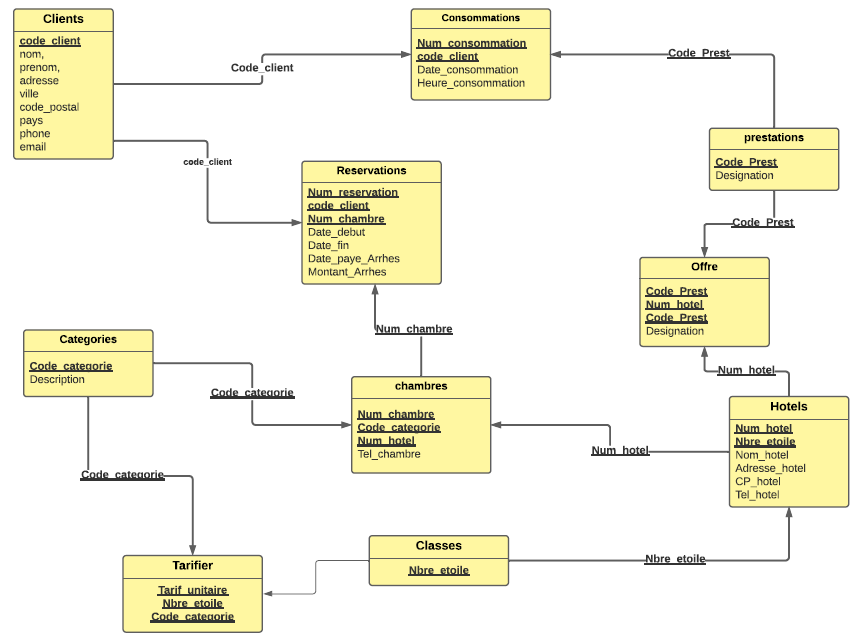 Clients
code_client
nom,
prenom,
adresse
ville
code_postal
pays
phone
email
Code_client
Consommations
Num_consommation
code_client
Date_consommation
Heure_consommation
Code_Prest
prestations
Code_Prest
Designation
code_client
Reservations
Num_reservation
code_client
Num_chambre
Date_debut
Date_fin
Date_paye_Arrhes
Montant_Arrhes
Code_Prest
Offre
Code_Prest
Num_hotel
Code_Prest
Designation
Num_chambre
Categories
Code_categorie
Description
Code_categorie
chambres
Num_chambre
Code_categorie
Num_hotel
Tel_chambre
Num_hotel
Num_hotel
Hotels
Num_hotel
Nbre_etoile
Nom_hotel
Adresse_hotel
CP_hotel
Tel_hotel
Code_categorie
Tarifier
Tarif_unitaire
Nbre_etoile
Code_categorie
Classes
Nbre_etoile
Nbre_etoile